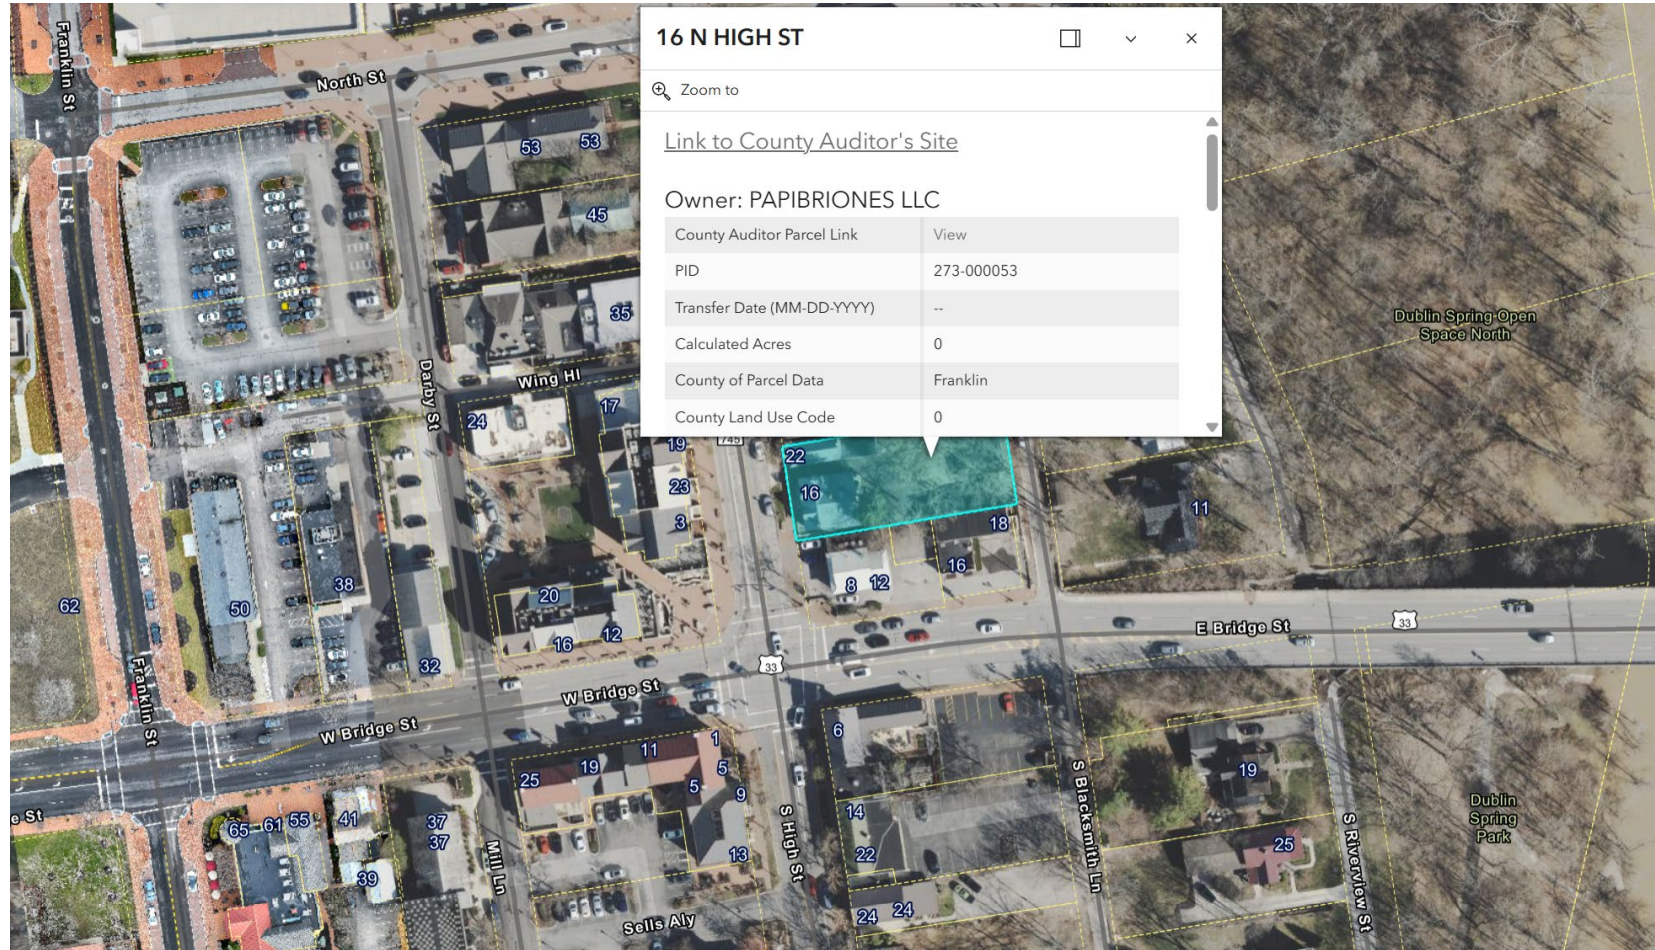 16 N HIGH ST
Zoom to
Link to County Auditor's Site
Owner: PAPIBRIONES LLC
County Auditor Parcel Link View
PID 273-000053
Transfer Date (MM-DD-YYYY) --
Calculated Acres 0
County of Parcel Data Franklin
County Land Use Code 0
Franklin St
North St
53
53
45
35
Dublin Spring-Open
Space North
Darby St
Wing Hl
24
17
745
19
22
16
23
3
18
11
16
38
50
62
20
16
12
8
12
32
E Bridge St
33
33
Franklin St
W Bridge St
W Bridge St
6
1
11
19
25
5
5
9
13
14
22
24
24
S High St
S Blacksmith Ln
19
25
S Riverview St
Dublin
Spring
Park
e St
65
61
55
41
39
37
37
Mill Ln
Sells Aly